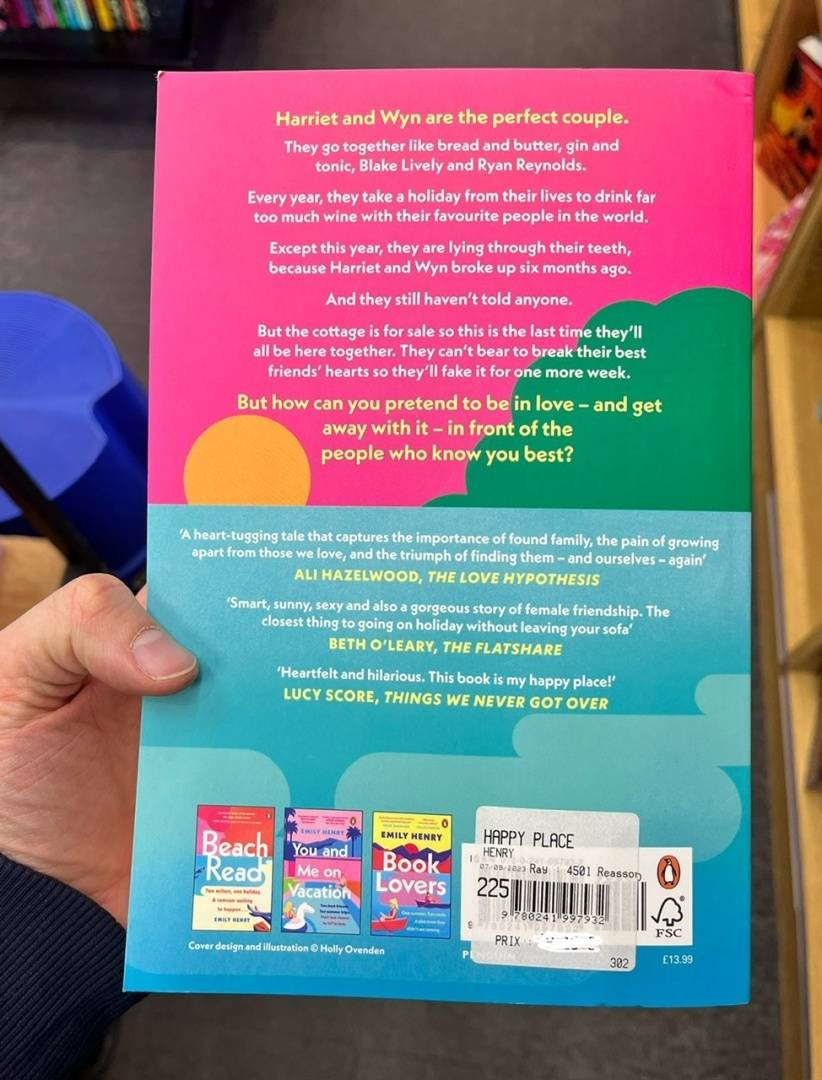 Harriet and Wyn are the perfect couple.
They go together like bread and butter, gin and
tonic, Blake Lively and Ryan Reynolds.
Every year, they take a holiday from their lives to drink far
too much wine with their favourite people in the world.
Except this year, they are lying through their teeth,
because Harriet and Wyn broke up six months ago.
And they still haven't told anyone.
But the cottage is for sale so this is the last time they'll
all be here together. They can't bear to break their best
friends' hearts so they'll fake it for one more week.
But how can you pretend to be in love – and get
away with it – in front of the
people who know you best?
'A heart-tugging tale that captures the importance of found family, the pain of growing
apart from those we love, and the triumph of finding them – and ourselves – again'
ALI HAZELWOOD, THE LOVE HYPOTHESIS
'Smart, sunny, sexy and also a gorgeous story of female friendship. The
closest thing to going on holiday without leaving your sofa'
BETH O'LEARY, THE FLATSHARE
'Heartfelt and hilarious. This book is my happy place!'
LUCY SCORE, THINGS WE NEVER GOT OVER
Beach
Read
Two writers, one holiday.
A romcom waiting
to happen.
EMILY HENRY
EMILY HENRY
You and
Me on
Vacation
EMILY HENRY
Book
Lovers
HAPPY PLACE
HENRY
07/09/2023 Ray 4501 Reasson
225
9 780241 997932
PRIX :
302
PENGUIN
FSC
£13.99
Cover design and illustration © Holly Ovenden